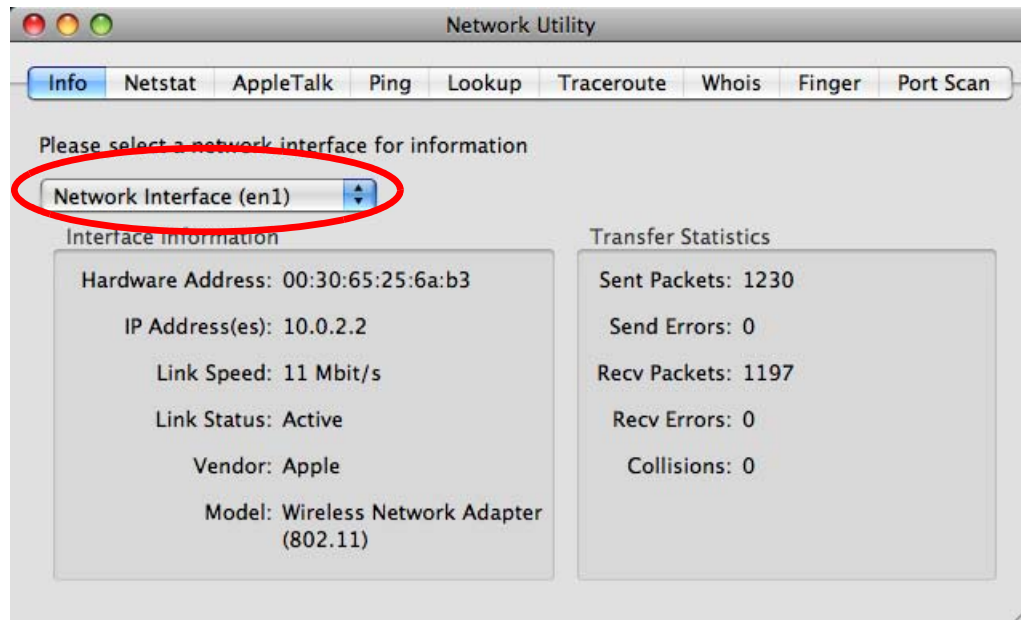 Network Utility
Info Netstat AppleTalk Ping Lookup Traceroute Whois Finger Port Scan
Please select a network interface for information
Network Interface (en1)
Interface Information
Hardware Address: 00:30:65:25:6a:b3
IP Address(es): 10.0.2.2
Link Speed: 11 Mbit/s
Link Status: Active
Vendor: Apple
Model: Wireless Network Adapter
(802.11)
Transfer Statistics
Sent Packets: 1230
Send Errors: 0
Recv Packets: 1197
Recv Errors: 0
Collisions: 0